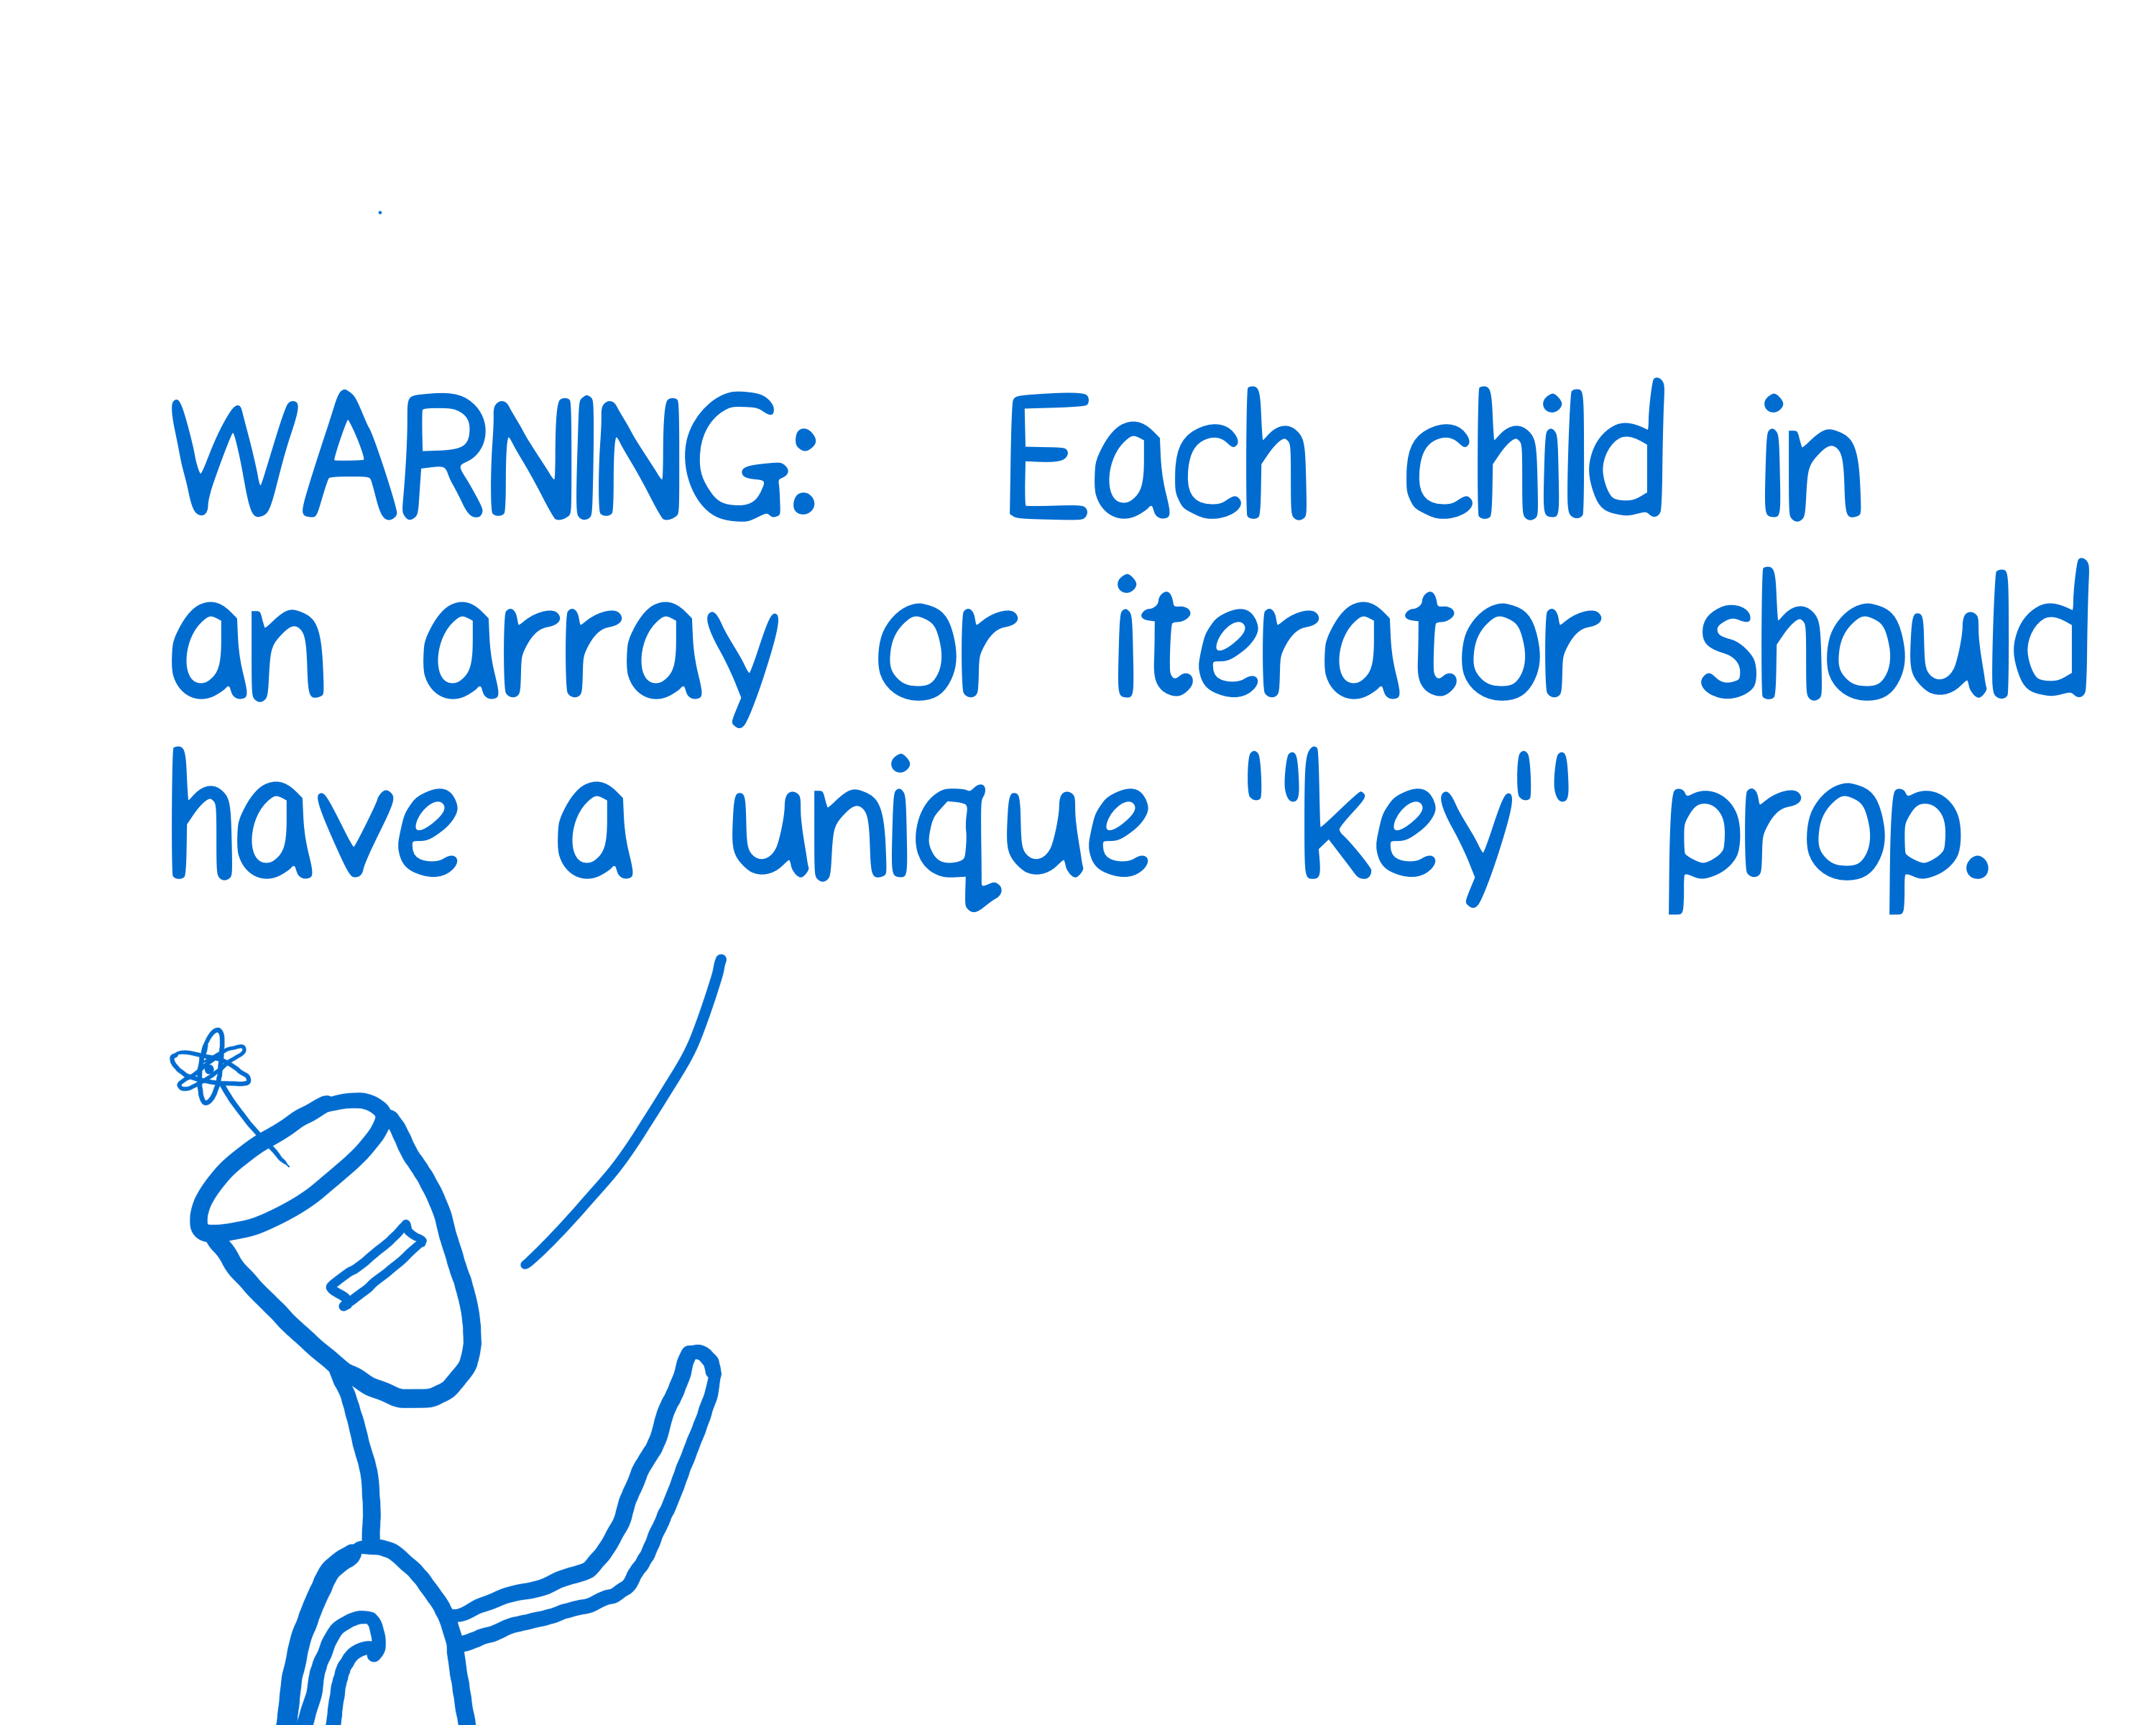 WARNING: Each child in
an array or iterator should
have a unique "key" prop.